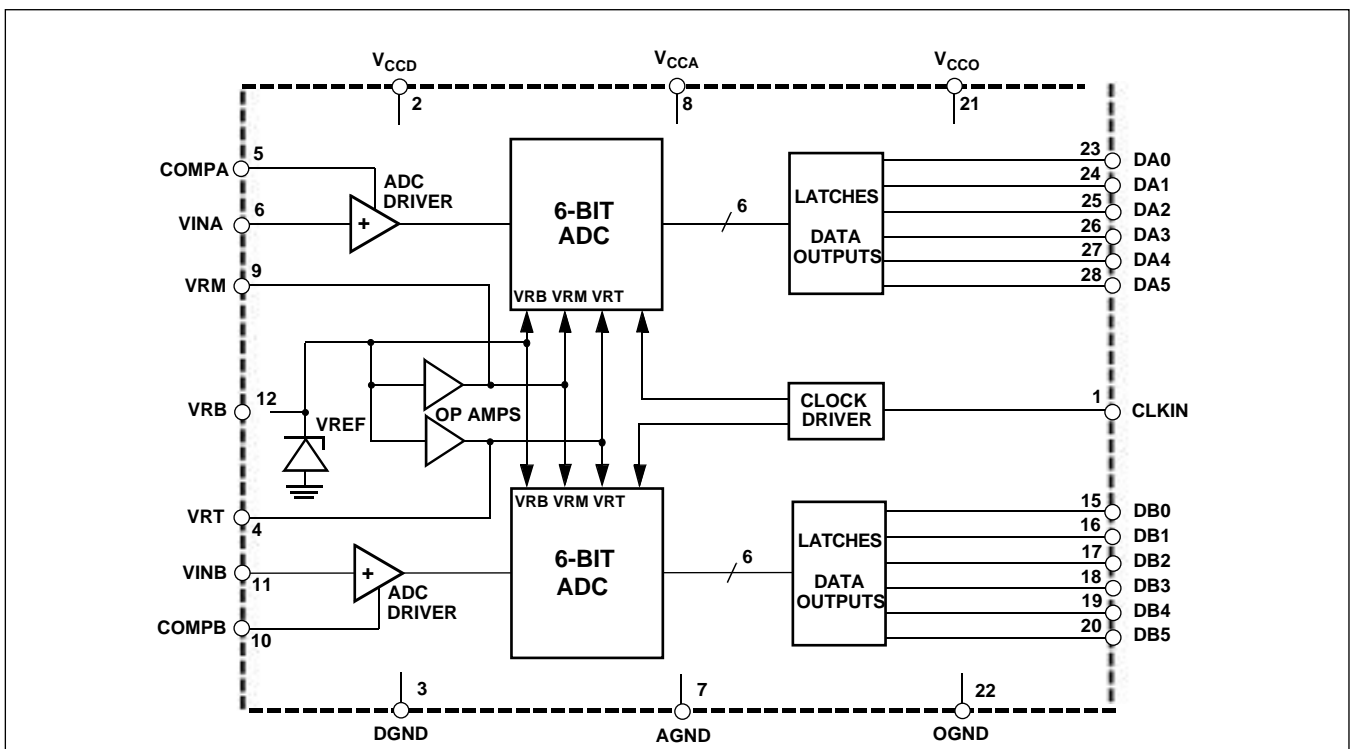 VCCD
VCCA
VCCO
2
8
21
COMPA
5
ADC
DRIVER
VINA
6
+
6-BIT
ADC
6
LATCHES
DATA
OUTPUTS
23
DA0
24
DA1
25
DA2
26
DA3
27
DA4
28
DA5
VRM
9
VRB VRM VRT
VRB
12
VREF
OP AMPS
CLOCK
DRIVER
1
CLKIN
VRT
4
VRB VRM VRT
VINB
11
+
ADC
DRIVER
COMPB
10
6-BIT
ADC
6
LATCHES
DATA
OUTPUTS
15
DB0
16
DB1
17
DB2
18
DB3
19
DB4
20
DB5
3
7
22
DGND
AGND
OGND